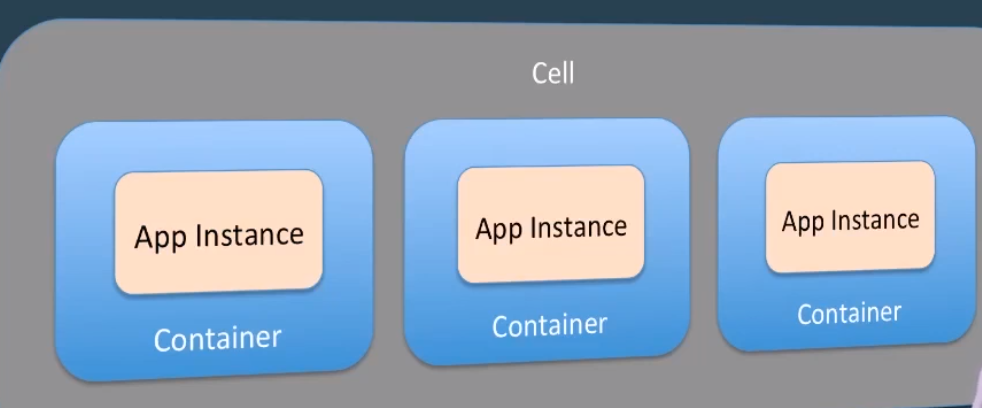 Cell
App Instance
App Instance
App Instance
Container
Container
Container